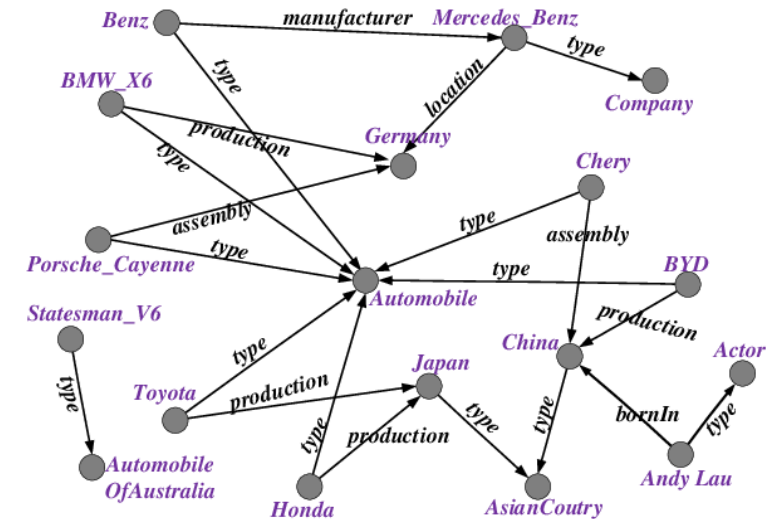 Benz
manufacturer
Mercedes_Benz
type
Company
type
location
BMW_X6
production
Germany
type
Chery
assembly
type
assembly
type
Porsche_Cayenne
type
BYD
Automobile
Statesman_V6
production
China
Actor
type
Japan
Toyota
production
type
type
type
bornIn
type
type
production
Automobile
OfAustralia
Honda
AsianCoutry
Andy Lau